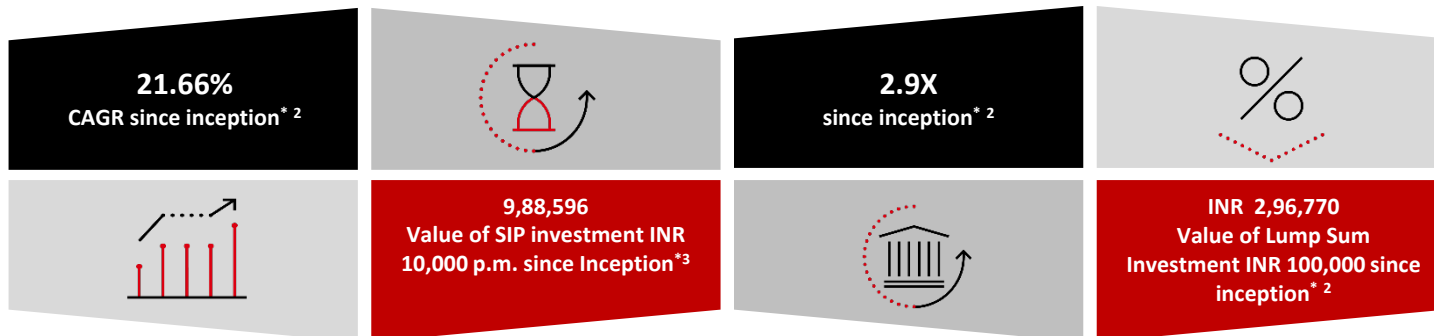 21.66%
CAGR since inception* 2
2.9X
since inception* 2
9,88,596
Value of SIP investment INR
10,000 p.m. since Inception*3
INR 2,96,770
Value of Lump Sum
Investment INR 100,000 since
inception* 2